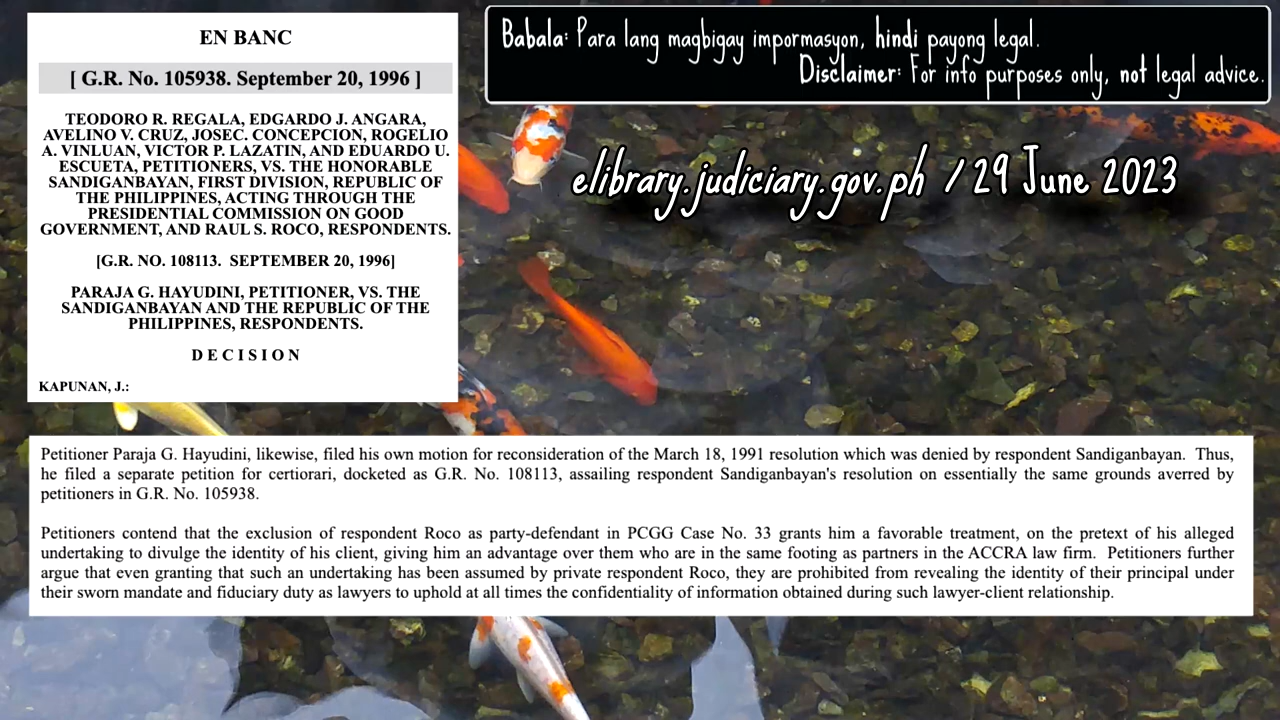 EN BANC
[ G.R. No. 105938. September 20, 1996 ]
TEODORO R. REGALA, EDGARDO J. ANGARA,
AVELINO V. CRUZ, JOSEC. CONCEPCION, ROGELIO
A. VINLUAN, VICTOR P. LAZATIN, AND EDUARDO U.
ESCUETA, PETITIONERS, VS. THE HONORABLE
SANDIGANBAYAN, FIRST DIVISION, REPUBLIC OF
THE PHILIPPINES, ACTING THROUGH THE
PRESIDENTIAL COMMISSION ON GOOD
GOVERNMENT, AND RAUL S. ROCO, RESPONDENTS.
[G.R. NO. 108113. SEPTEMBER 20, 1996]
PARAJA G. HAYUDINI, PETITIONER, VS. THE
SANDIGANBAYAN AND THE REPUBLIC OF THE
PHILIPPINES, RESPONDENTS.
D E C I S I O N
KAPUNAN, J.:
Babala: Para lang magbigay impormasyon, hindi payong legal.
Disclaimer: For info purposes only, not legal advice.
elibrary.judiciary.gov.ph / 29 June 2023
Petitioner Paraja G. Hayudini, likewise, filed his own motion for reconsideration of the March 18, 1991 resolution which was denied by respondent Sandiganbayan. Thus,
he filed a separate petition for certiorari, docketed as G.R. No. 108113, assailing respondent Sandiganbayan's resolution on essentially the same grounds averred by
petitioners in G.R. No. 105938.
Petitioners contend that the exclusion of respondent Roco as party-defendant in PCGG Case No. 33 grants him a favorable treatment, on the pretext of his alleged
undertaking to divulge the identity of his client, giving him an advantage over them who are in the same footing as partners in the ACCRA law firm. Petitioners further
argue that even granting that such an undertaking has been assumed by private respondent Roco, they are prohibited from revealing the identity of their principal under
their sworn mandate and fiduciary duty as lawyers to uphold at all times the confidentiality of information obtained during such lawyer-client relationship.